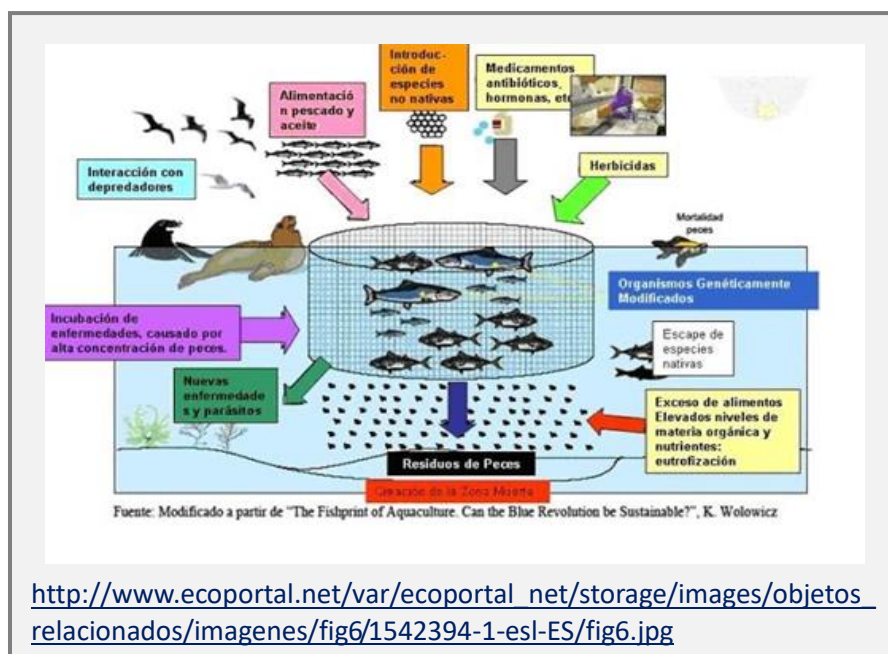 Introduc-
ción de
especies
no nativas
Medicamentos
antibióticos,
hormonas, etc
Alimentació
n pescado y
aceite
Interacción con
depredadores
Herbicidas
Mortalidad
peces
Organismos Genéticamente
Modificados
Incubación de
enfermedades, causado por
alta concentración de peces.
Escape de
especies
nativas
Nuevas
enfermedade
s y parásitos
Exceso de alimentos
Elevados niveles de
materia orgánica y
nutrientes:
eutrofización
Residuos de Peces
Creación de la Zona Muerta
Fuente: Modificado a partir de “The Fishprint of Aquaculture. Can the Blue Revolution be Sustainable?”, K. Wolowicz
http://www.ecoportal.net/var/ecoportal_net/storage/images/objetos_
relacionados/imagenes/fig6/1542394-1-esl-ES/fig6.jpg